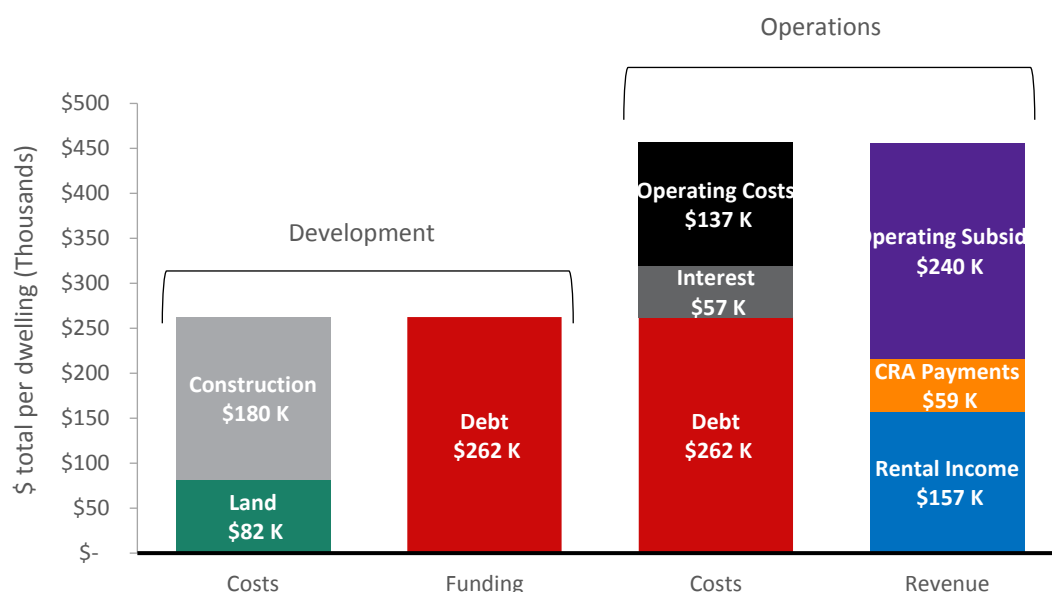 Operations
Development
$ total per dwelling (Thousands)
$500
$450
$400
$350
$300
$250
$200
$150
$100
$50
$-
Construction
$180 K
Land
$82 K
Debt
$262 K
Operating Costs
$137 K
Interest
$57 K
Debt
$262 K
Operating Subsid
$240 K
CRA Payments
$59 K
Rental Income
$157 K
Costs
Funding
Costs
Revenue